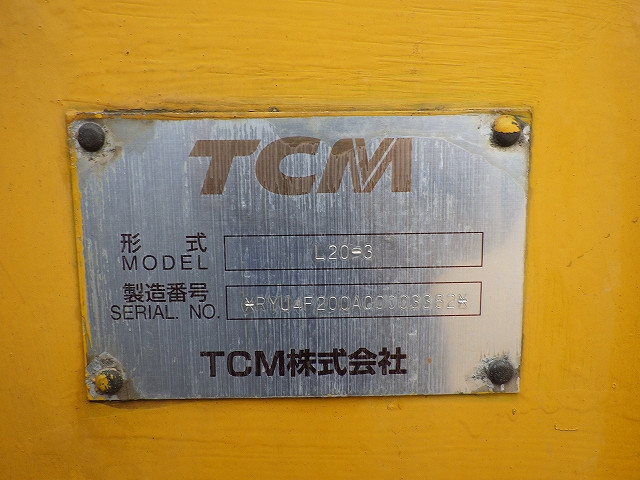 TCM
形 式
MODEL
L20-3
製造番号
SERIAL. NO.
TCM株式会社